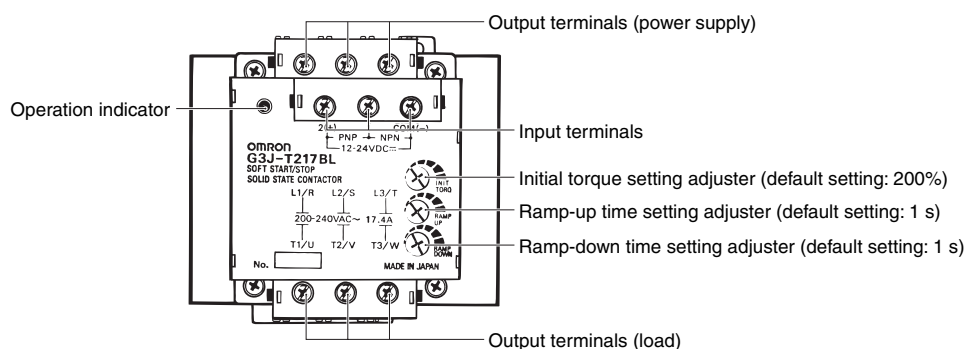 Output terminals (power supply)
Operation indicator
2(+) COM(−)
PNP NPN
12-24VDC
Input terminals
OMRON
G3J-T217BL
SOFT START/STOP
SOLID STATE CONTACTOR
INIT
TORQ
Initial torque setting adjuster (default setting: 200%)
L1/R L2/S L3/T
200-240VAC~ 17.4A
RAMP
UP
Ramp-up time setting adjuster (default setting: 1 s)
T1/U T2/V T3/W
RAMP
DOWN
Ramp-down time setting adjuster (default setting: 1 s)
No. MADE IN JAPAN
Output terminals (load)